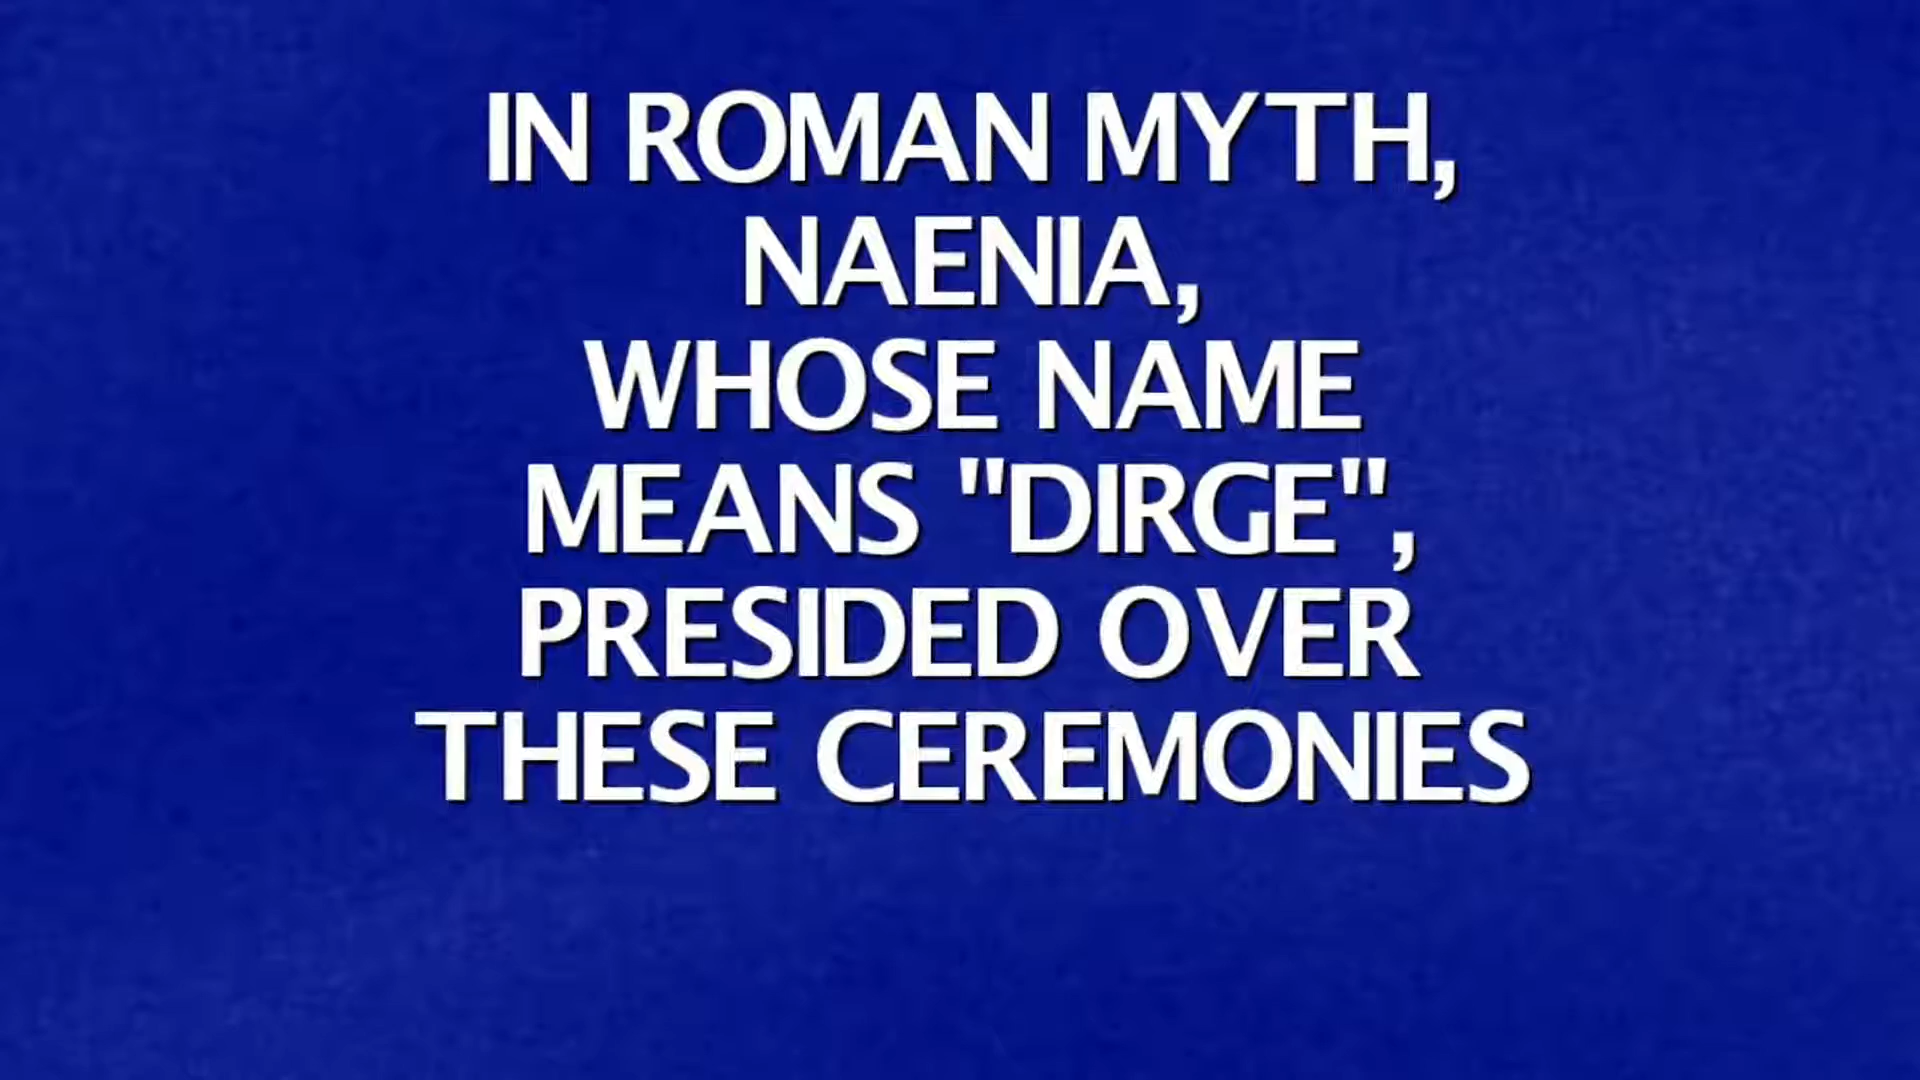 IN ROMAN MYTH,
NAENIA,
WHOSE NAME
MEANS "DIRGE",
PRESIDED OVER
THESE CEREMONIES